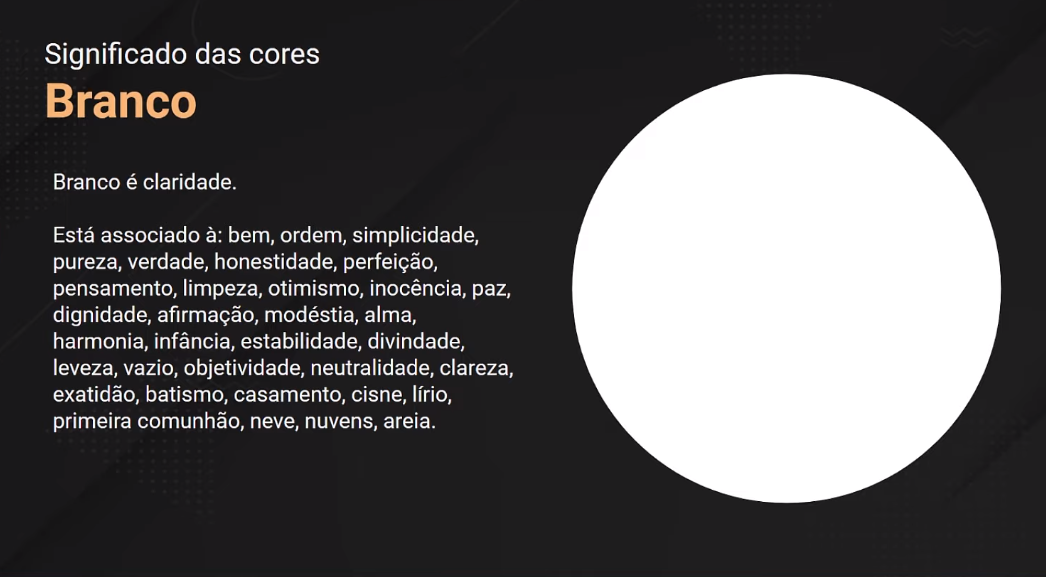 Significado das cores
Branco
Branco é claridade.
Está associado à: bem, ordem, simplicidade,
pureza, verdade, honestidade, perfeição,
pensamento, limpeza, otimismo, inocência, paz,
dignidade, afirmação, modéstia, alma,
harmonia, infância, estabilidade, divindade,
leveza, vazio, objetividade, neutralidade, clareza,
exatidão, batismo, casamento, cisne, lírio,
primeira comunhão, neve, nuvens, areia.